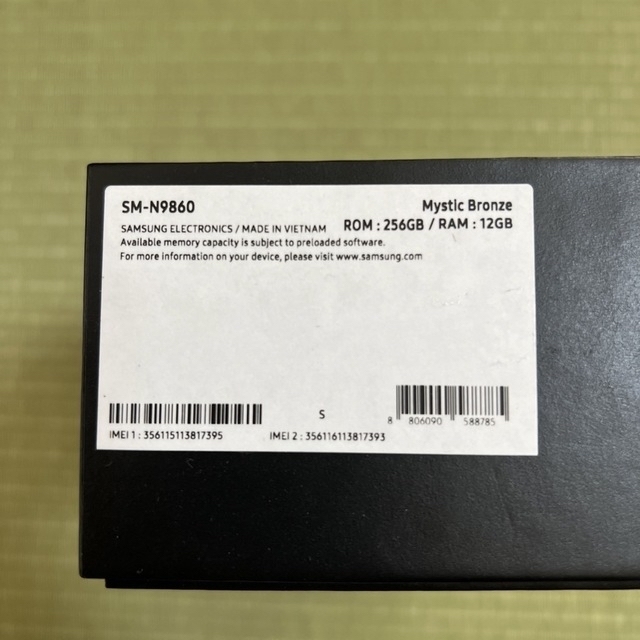 SM-N9860
Mystic Bronze
SAMSUNG ELECTRONICS / MADE IN VIETNAM
ROM : 256GB / RAM : 12GB
Available memory capacity is subject to preloaded software.
For more information on your device, please visit www.samsung.com
S
8 806090 588785
IMEI 1 : 356115113817395
IMEI 2 : 356116113817393